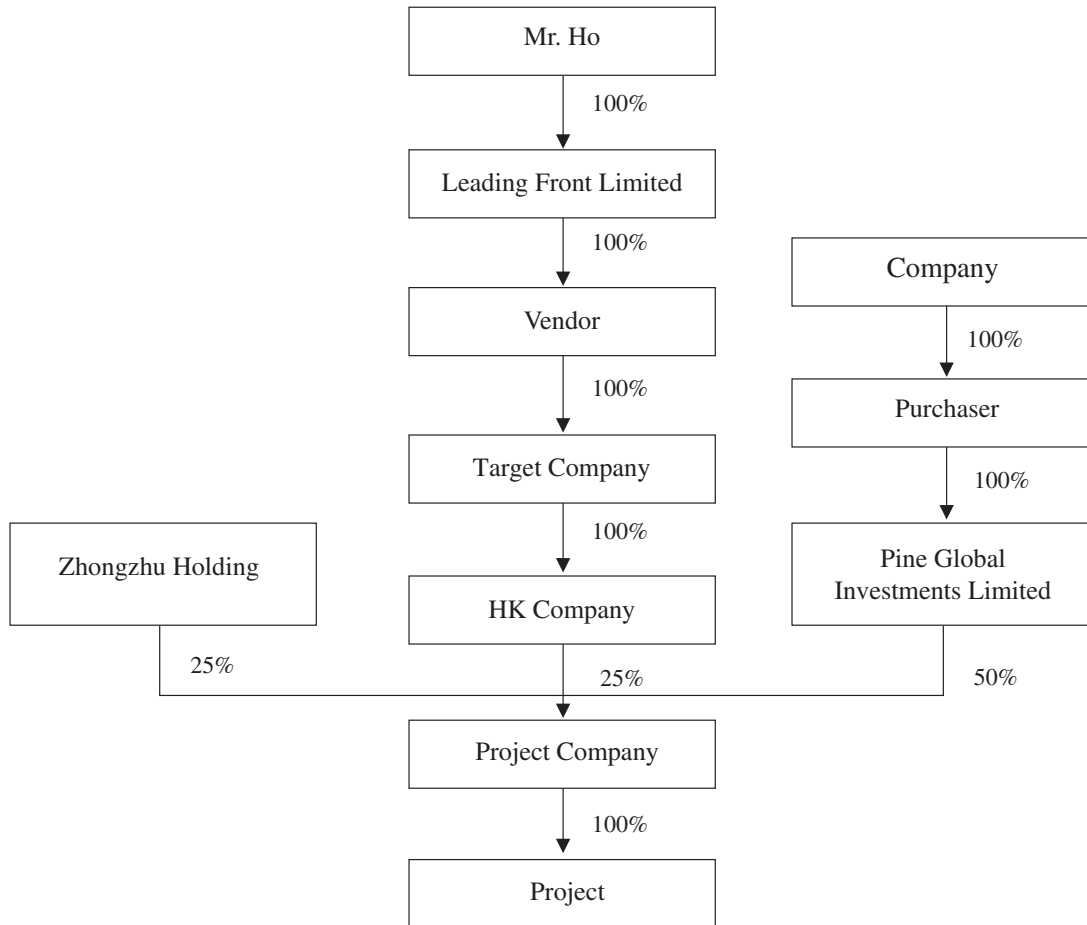 Mr. Ho
100%
Leading Front Limited
100%
Vendor
100%
Target Company
100%
HK Company
Company
100%
Purchaser
100%
Pine Global
Investments Limited
Zhongzhu Holding
25%
25%
50%
Project Company
100%
Project